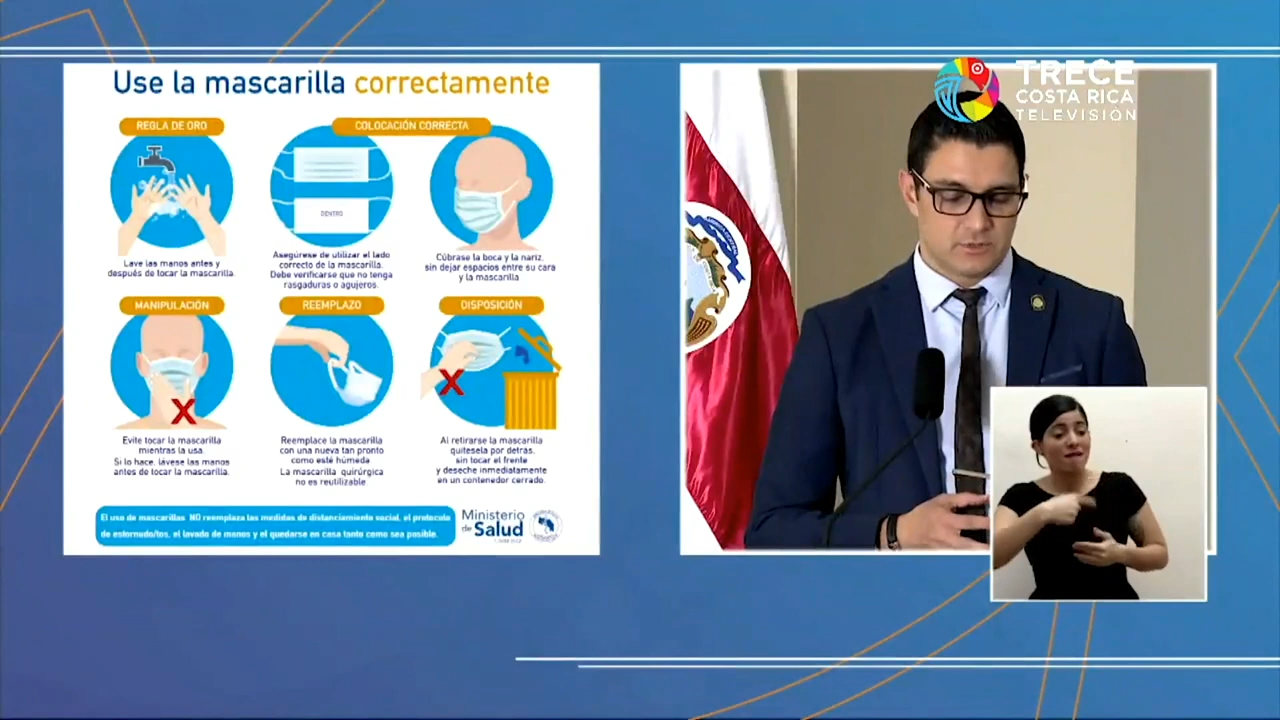 Use la mascarilla correctamente
REGLA DE ORO
COLOCACIÓN CORRECTA
DENTRO
Lave las manos antes y
después de tocar la mascarilla.
Asegúrese de utilizar el lado
correcto de la mascarilla.
Debe verificarse que no tenga
rasgaduras o agujeros.
Cúbrase la boca y la nariz,
sin dejar espacios entre su cara
y la mascarilla
MANIPULACIÓN
REEMPLAZO
DISPOSICIÓN
Evite tocar la mascarilla
mientras la usa.
Si lo hace, lávese las manos
antes de tocar la mascarilla.
Reemplace la mascarilla
con una nueva tan pronto
como esté húmeda
La mascarilla quirúrgica
no es reutilizable
Al retirarse la mascarilla
quítesela por detrás,
sin tocar el frente
y deseche inmediatamente
en un contenedor cerrado.
El uso de mascarillas NO reemplaza las medidas de distanciamiento social, el protocolo
de estornudo/tos, el lavado de manos y el quedarse en casa tanto como sea posible.
Ministerio
de Salud
TRECE
COSTA RICA
TELEVISIÓN